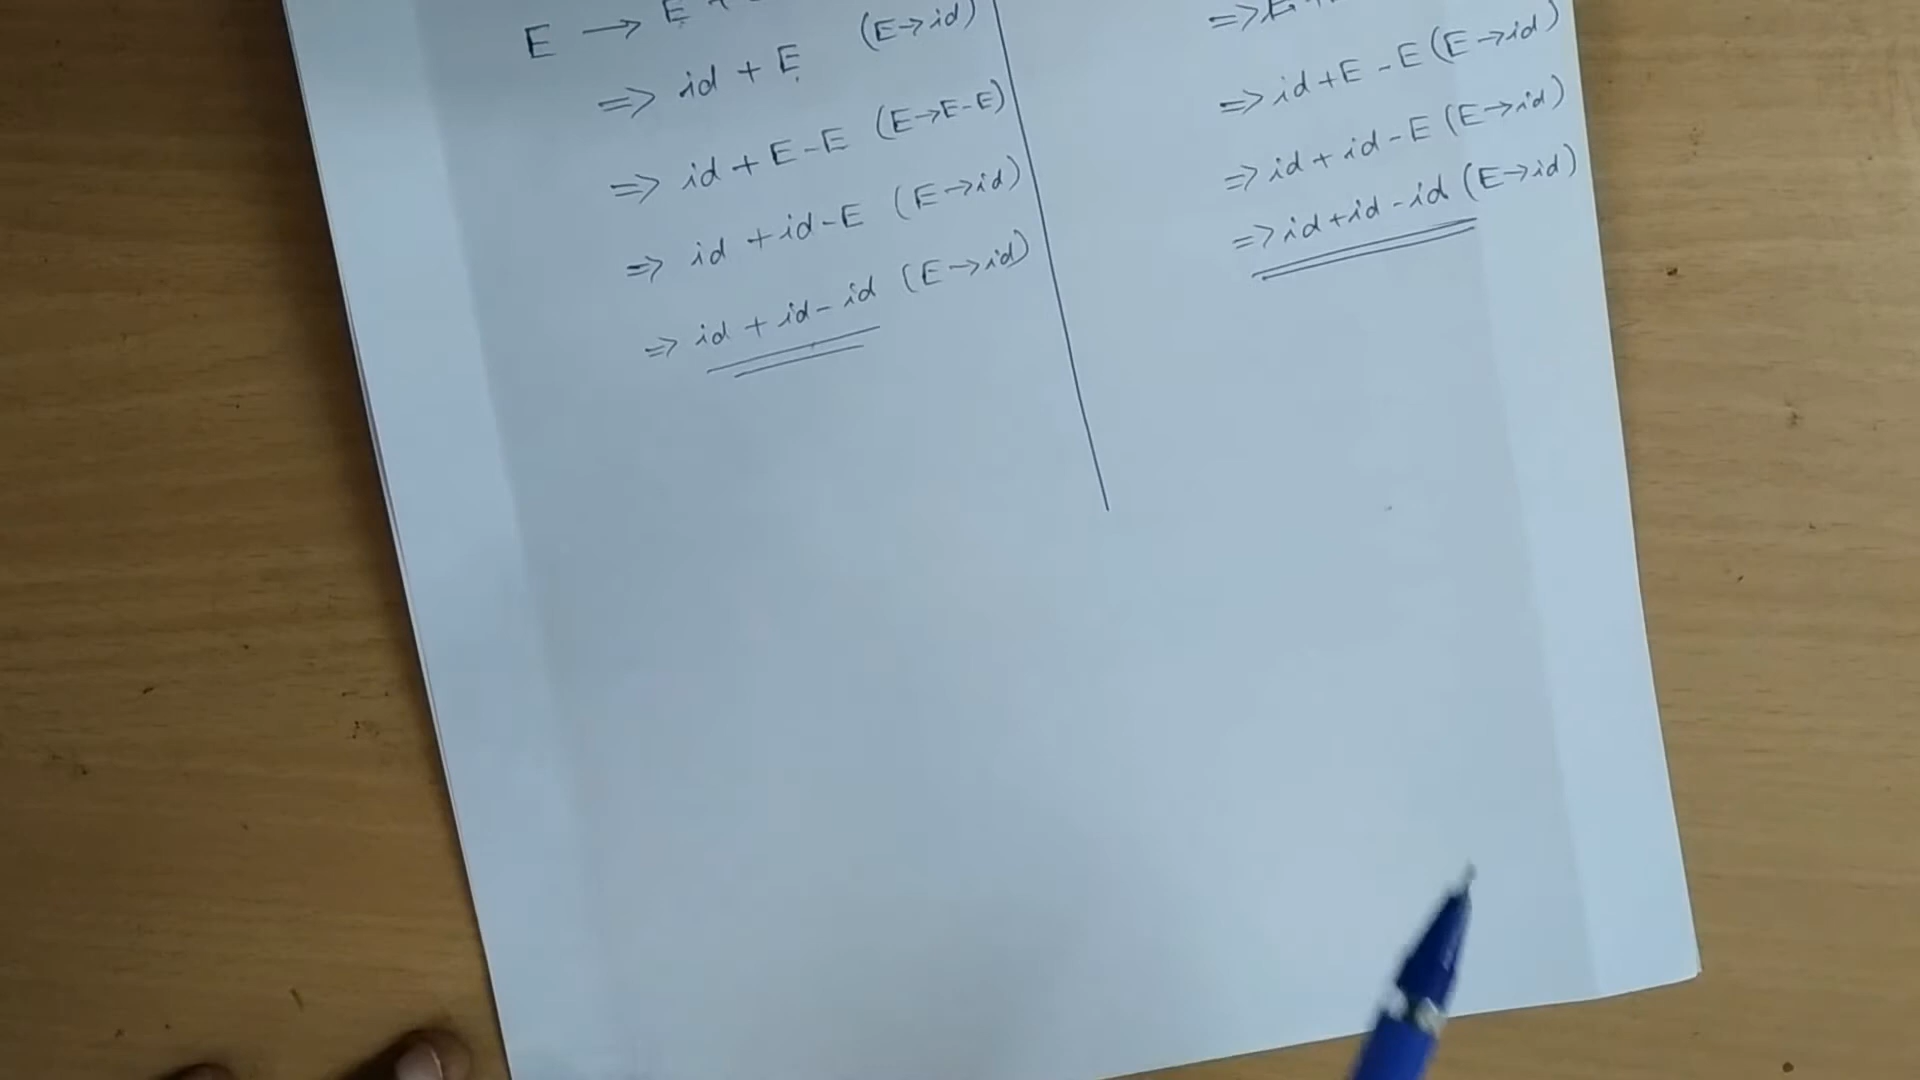 E → E +
⇒ id + E (E→id)
⇒ id + E - E (E→E-E)
⇒ id + id - E (E→id)
⇒ id + id - id (E→id)
⇒ E +
⇒ id + E - E (E→id)
⇒ id + id - E (E→id)
⇒ id + id - id (E→id)